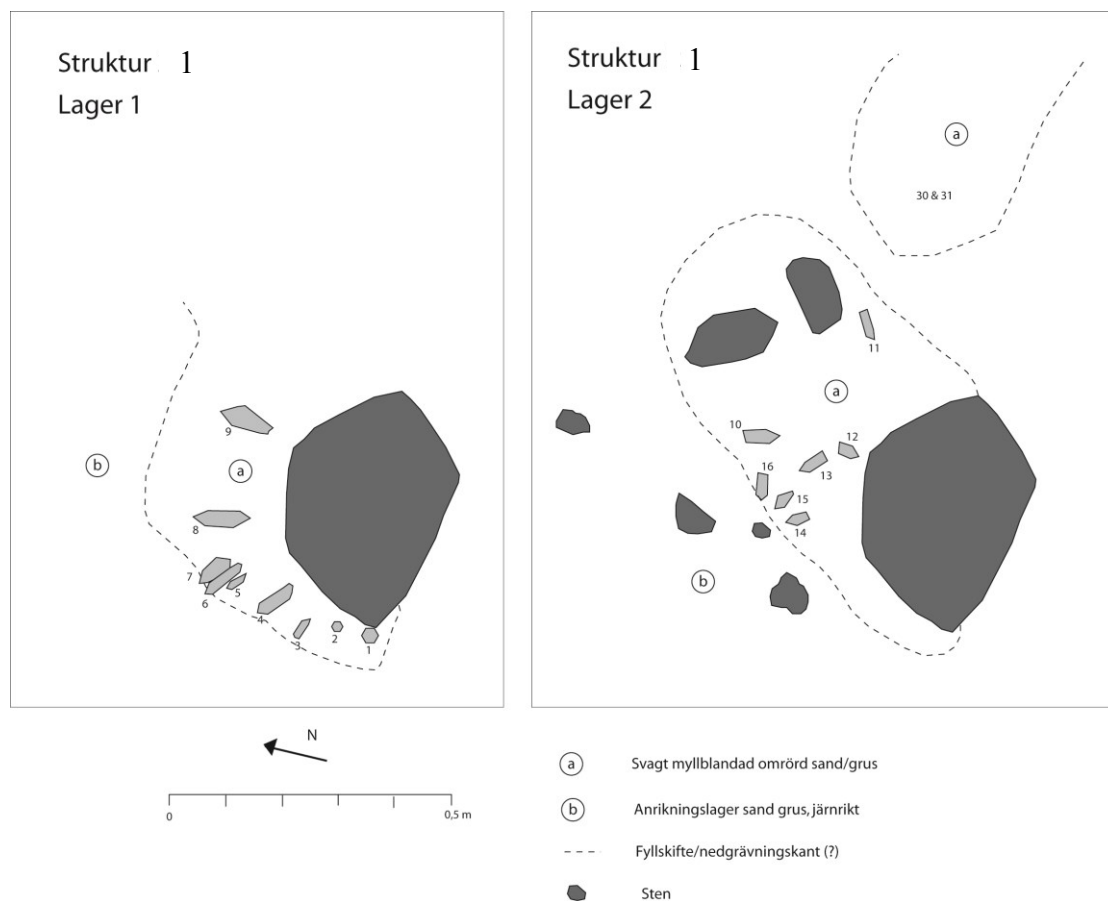 Struktur 1
Lager 1
9
a
b
8
7
6
5
4
3
2
1
Struktur 1
Lager 2
a
30 & 31
11
a
10
12
13
16
15
14
b
N
0
0,5 m
a Svagt myllblandad omrörd sand/grus
b Anrikningslager sand grus, järnrikt
Fyllskifte/nedgrävningskant (?)
Sten